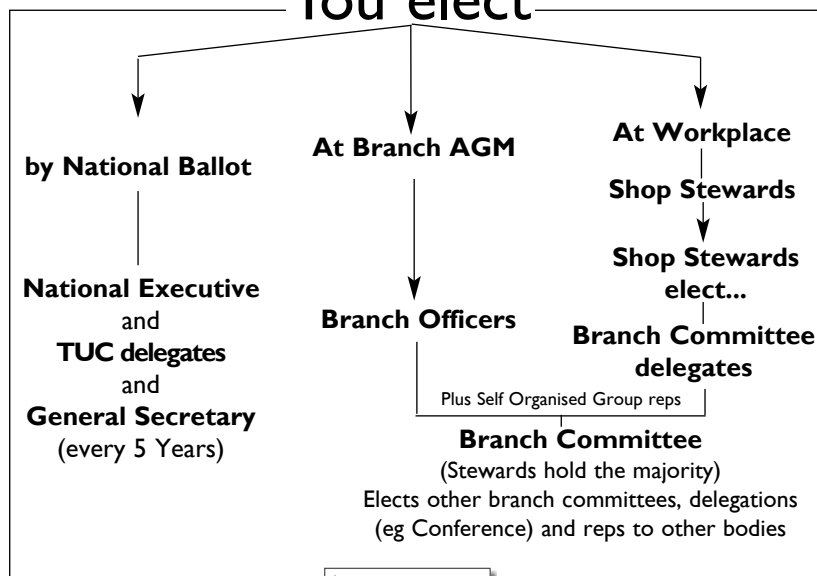 You elect
by National Ballot
National Executive
and
TUC delegates
and
General Secretary
(every 5 Years)
At Branch AGM
Branch Officers
At Workplace
Shop Stewards
Shop Stewards
elect...
Branch Committee
delegates
Plus Self Organised Group reps
Branch Committee
(Stewards hold the majority)
Elects other branch committees, delegations
(eg Conference) and reps to other bodies